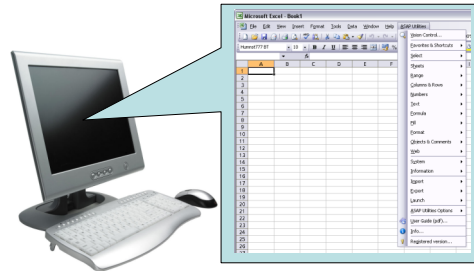 Microsoft Excel - Book1
File Edit View Insert Format Tools Data Window Help ASAP Utilities
Humnst777 BT 10 B I U
fx
A B C D E F
1
2
3
4
5
6
7
8
9
10
11
12
13
14
15
16
17
18
19
20
21
22
23
24
25
26
Vision Control...
Favorites & Shortcuts
Select
Sheets
Range
Columns & Rows
Numbers
Text
Formula
Fill
Format
Objects & Comments
Web
System
Information
Import
Export
Launch
ASAP Utilities Options
User Guide (pdf)...
Info...
Registered version...